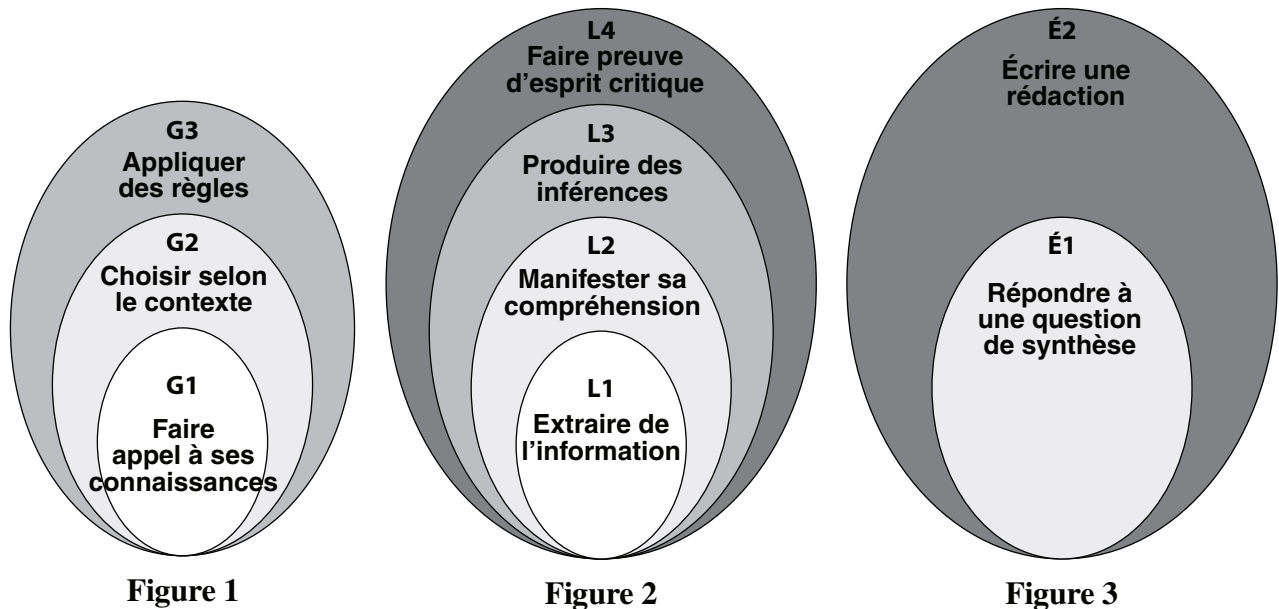 G3
Appliquer
des règles
G2
Choisir selon
le contexte
G1
Faire
appel à ses
connaissances
Figure 1
L4
Faire preuve
d'esprit critique
L3
Produire des
inférences
L2
Manifester sa
compréhension
L1
Extraire de
l'information
Figure 2
É2
Écrire une
rédaction
É1
Répondre à
une question
de synthèse
Figure 3